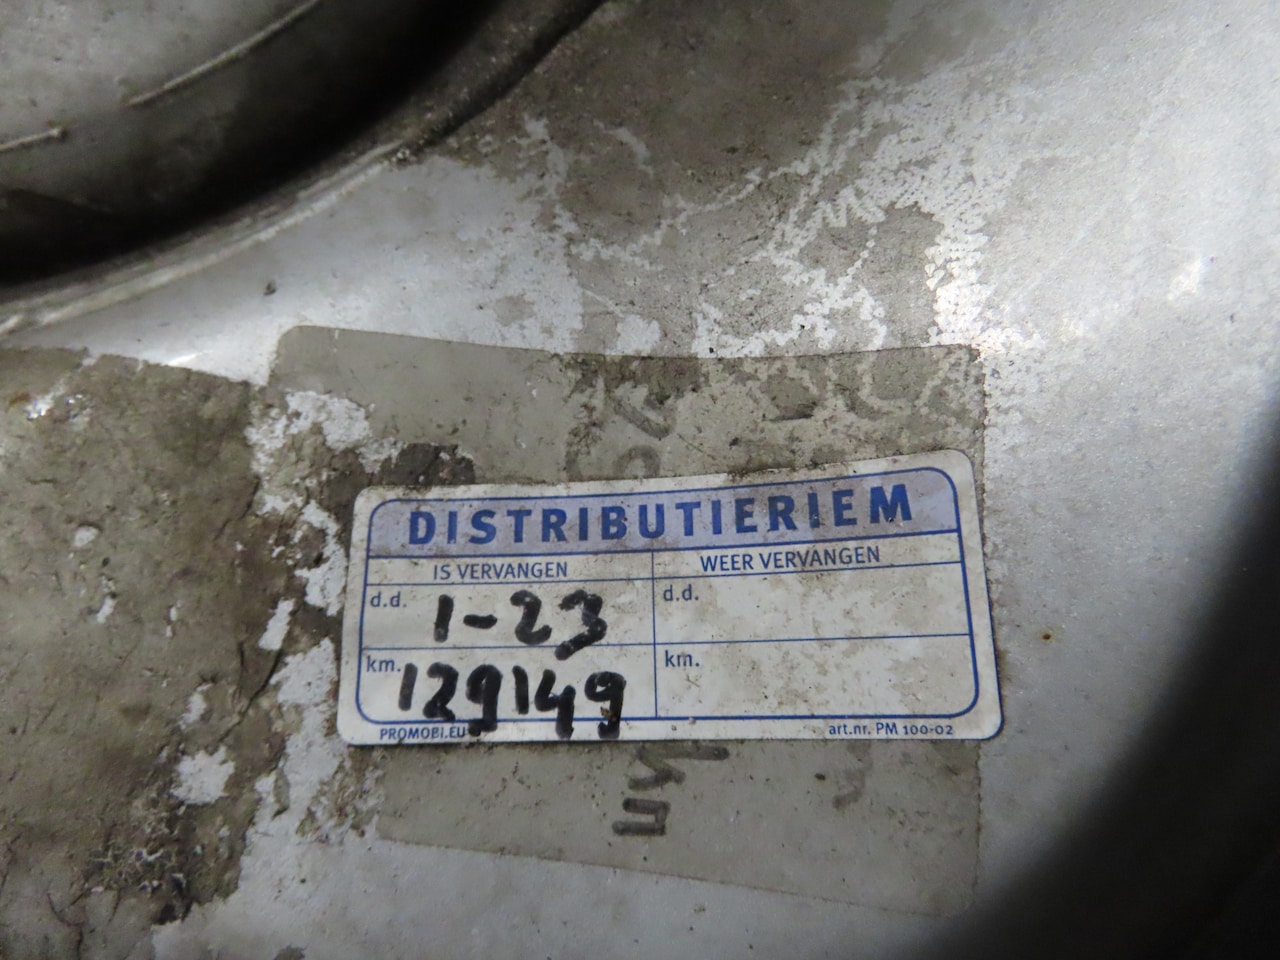 DISTRIBUTIERIEM
IS VERVANGEN
WEER VERVANGEN
d.d. 1-23
d.d.
km. 129149
km.
PROMOBI.EU
art.nr. PM 100-02